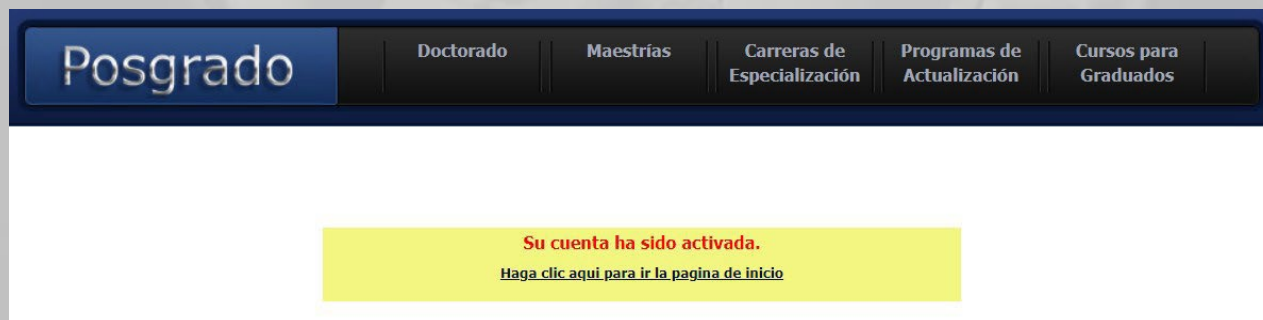 Posgrado
Doctorado
Maestrías
Carreras de
Especialización
Programas de
Actualización
Cursos para
Graduados
Su cuenta ha sido activada.
Haga clic aqui para ir la pagina de inicio